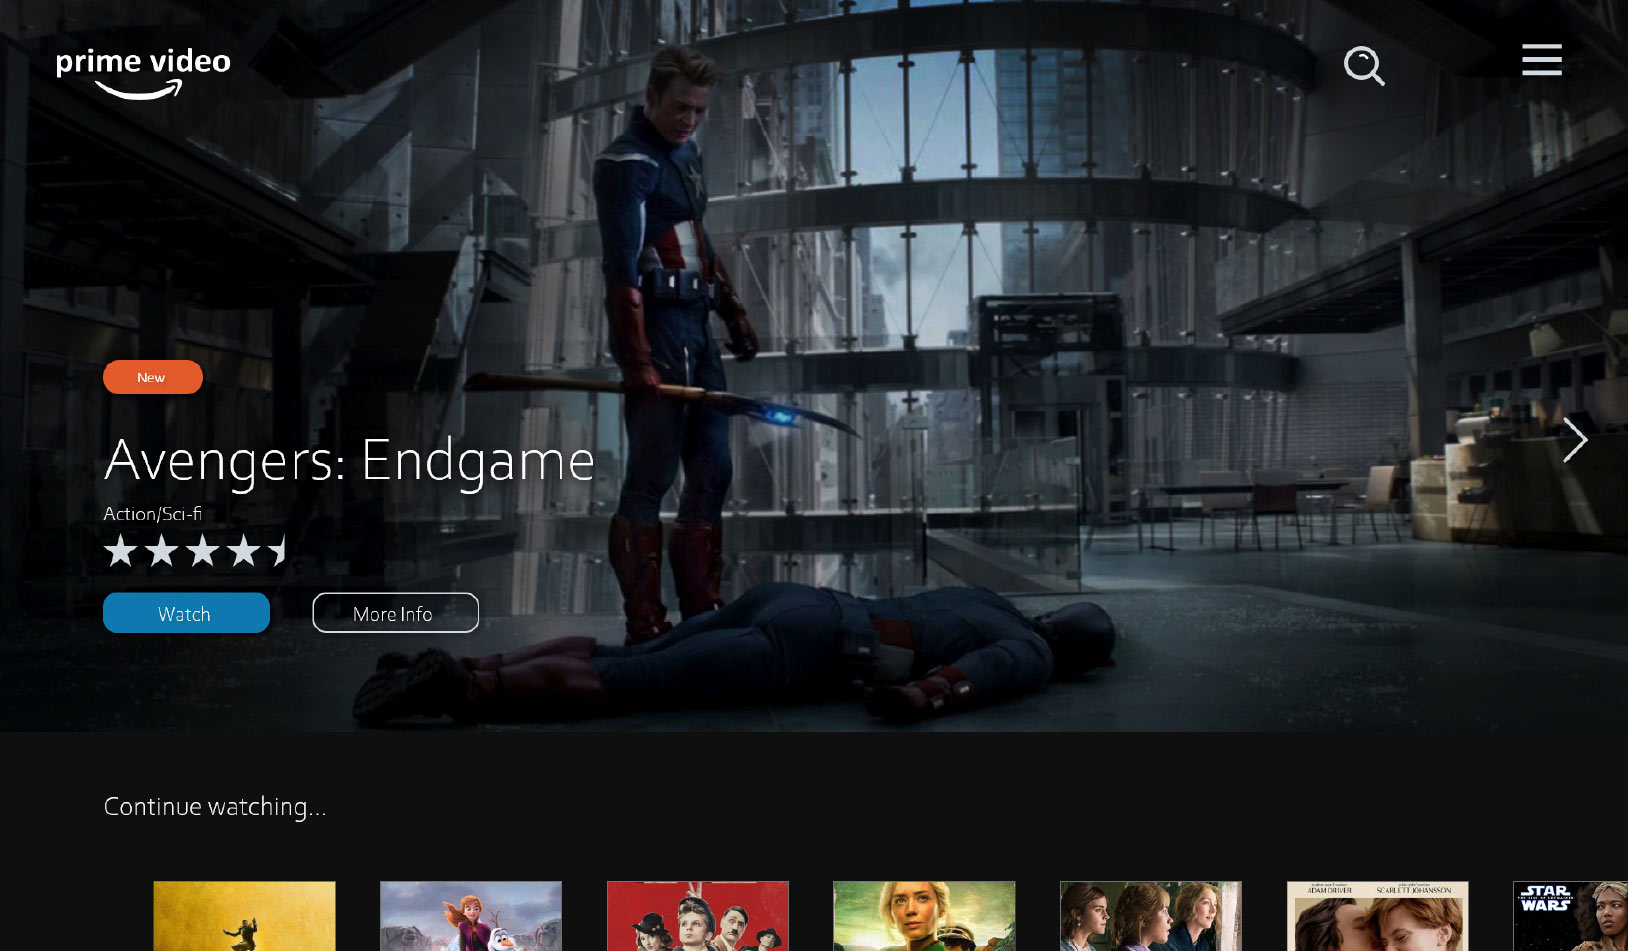 prime video
New
Avengers: Endgame
Action/Sci-fi
Watch
More Info
Continue watching...
ADAM DRIVER
SCARLETT JOHANSSON
STAR
WARS